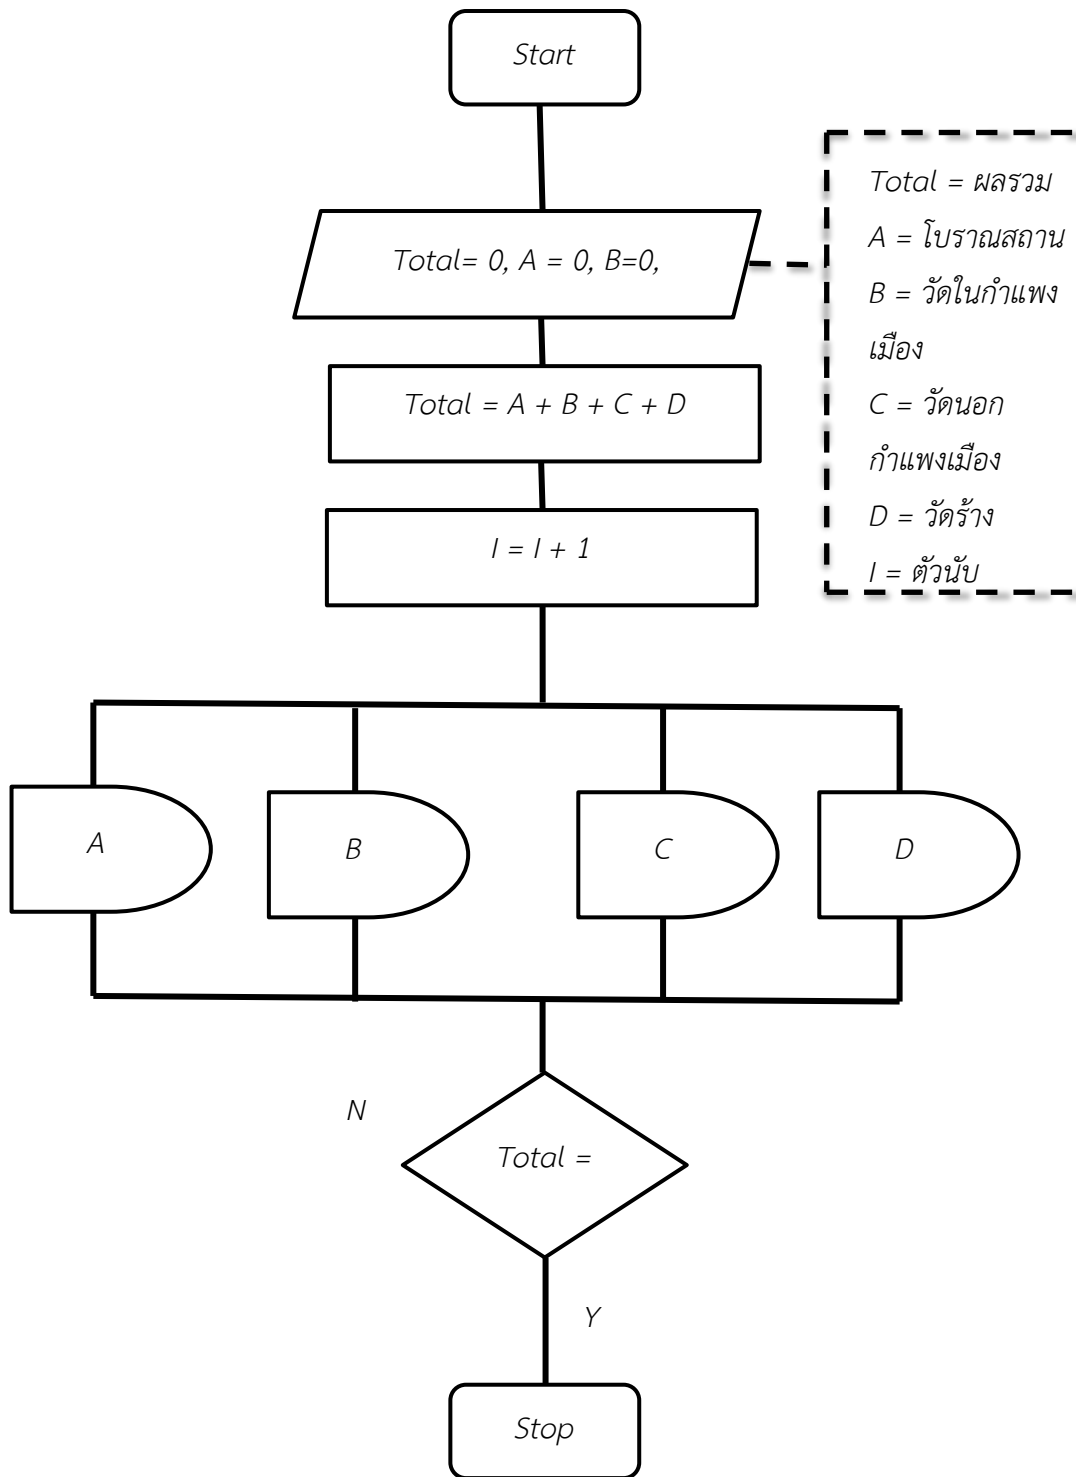 Start
Total= 0, A = 0, B=0,
Total = ผลรวม
A = โบราณสถาน
B = วัดในกำแพง
เมือง
C = วัดนอก
กำแพงเมือง
D = วัดร้าง
I = ตัวนับ
Total = A + B + C + D
I = I + 1
A
B
C
D
N
Total =
Y
Stop